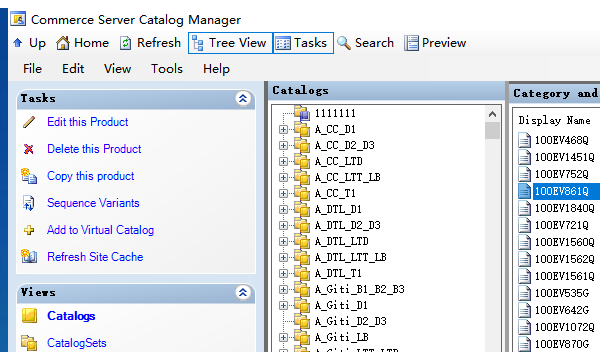 Commerce Server Catalog Manager
Up Home Refresh Tree View Tasks Search Preview
File Edit View Tools Help
Tasks
Edit this Product
Delete this Product
Copy this product
Sequence Variants
Add to Virtual Catalog
Refresh Site Cache
Views
Catalogs
CatalogSets
Catalogs
1111111
A_CC_D1
A_CC_D2_D3
A_CC_LTD
A_CC_LTT_LB
A_CC_T1
A_DTL_D1
A_DTL_D2_D3
A_DTL_LTD
A_DTL_LTT_LB
A_DTL_T1
A_Giti_B1_B2_B3
A_Giti_D1
A_Giti_D2_D3
A_Giti_LB
A_Giti_LTT_LTD
Category and
Display Name
100EV468Q
100EV1451Q
100EV752Q
100EV861Q
100EV1840Q
100EV721Q
100EV1560Q
100EV1562Q
100EV1561Q
100EV535G
100EV642G
100EV1072Q
100EV870G